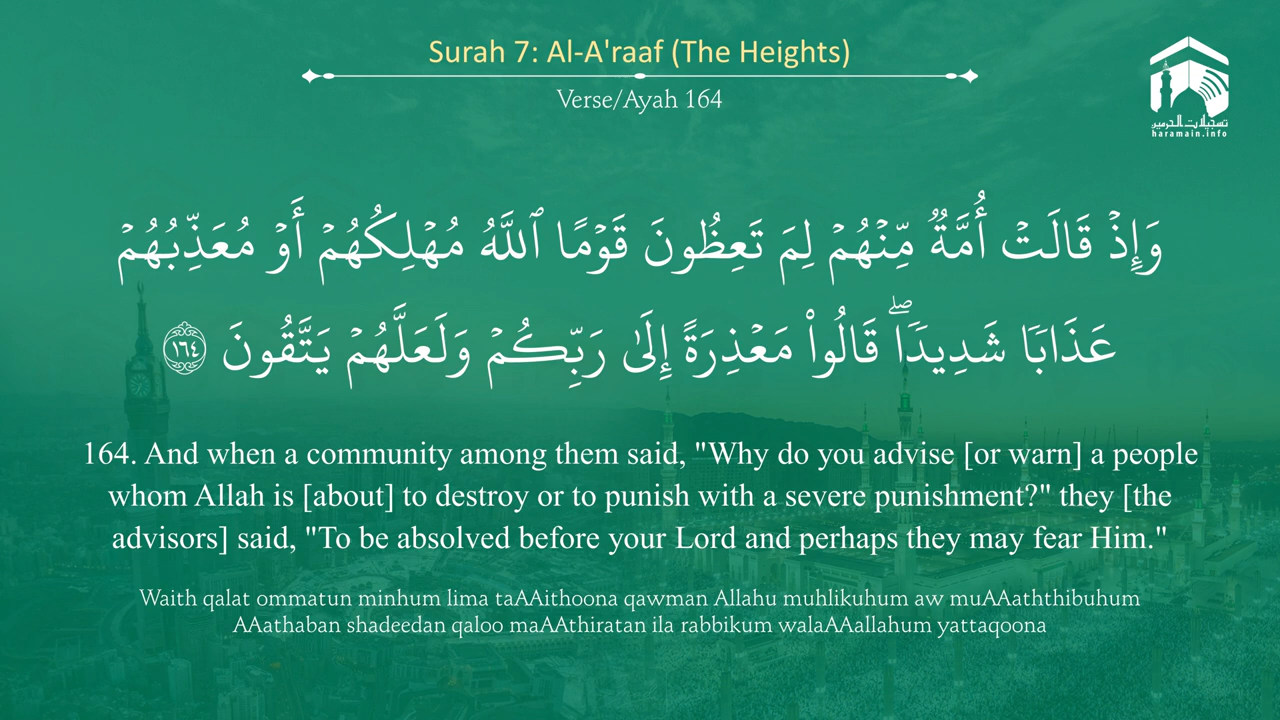 Surah 7: Al-A'raaf (The Heights)
Verse/Ayah 164
تسجيلات الحرمين
haramain.info
وَإِذۡ قَالَتۡ أُمَّةٞ مِّنۡهُمۡ لِمَ تَعِظُونَ قَوۡمًا ٱللَّهُ مُهۡلِكُهُمۡ أَوۡ مُعَذِّبُهُمۡ
عَذَابٗا شَدِيدٗاۖ قَالُواْ مَعۡذِرَةً إِلَىٰ رَبِّكُمۡ وَلَعَلَّهُمۡ يَتَّقُونَ ١٦٤
164. And when a community among them said, "Why do you advise [or warn] a people
whom Allah is [about] to destroy or to punish with a severe punishment?" they [the
advisors] said, "To be absolved before your Lord and perhaps they may fear Him."
Waith qalat ommatun minhum lima taAAithoona qawman Allahu muhlikuhum aw muAAaththibuhum
AAathaban shadeedan qaloo maAAthiratan ila rabbikum walaAAallahum yattaqoona